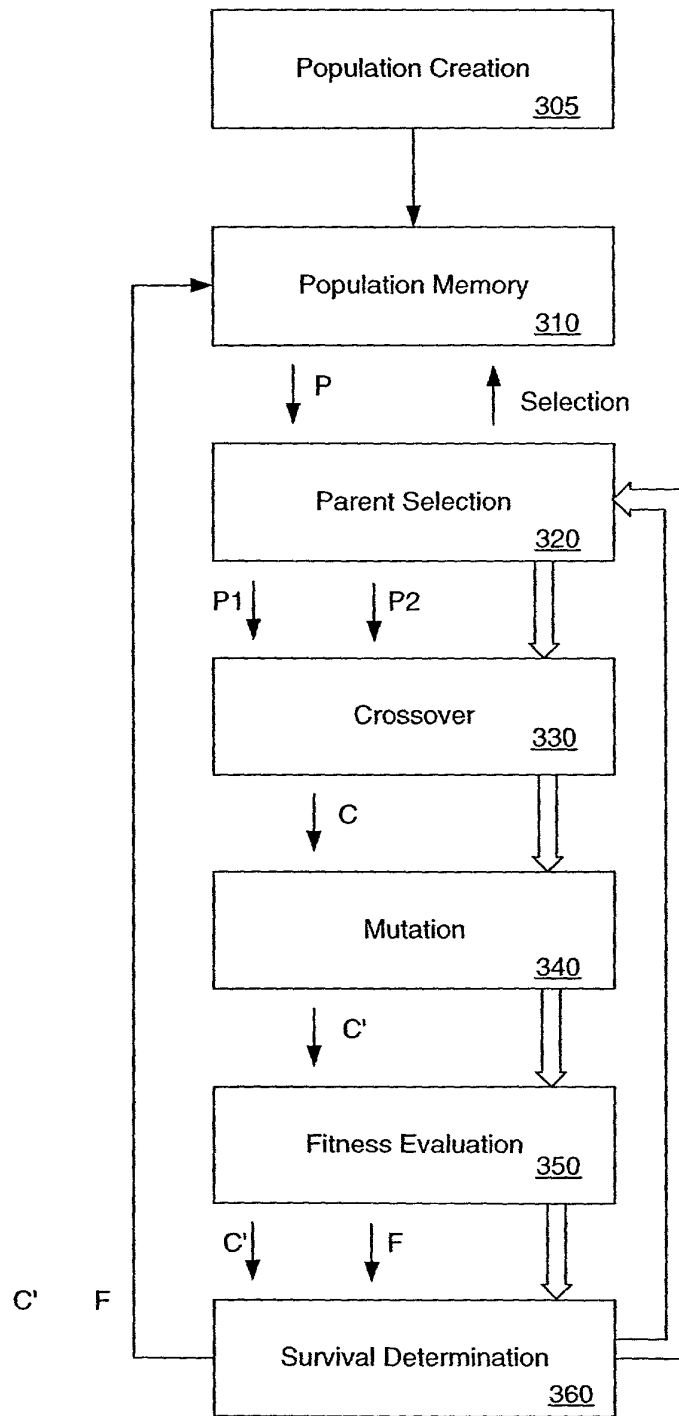 Population Creation
305
Population Memory
310
P
Selection
Parent Selection
320
P1
P2
Crossover
330
C
Mutation
340
C'
Fitness Evaluation
350
C'
F
C'
F
Survival Determination
360